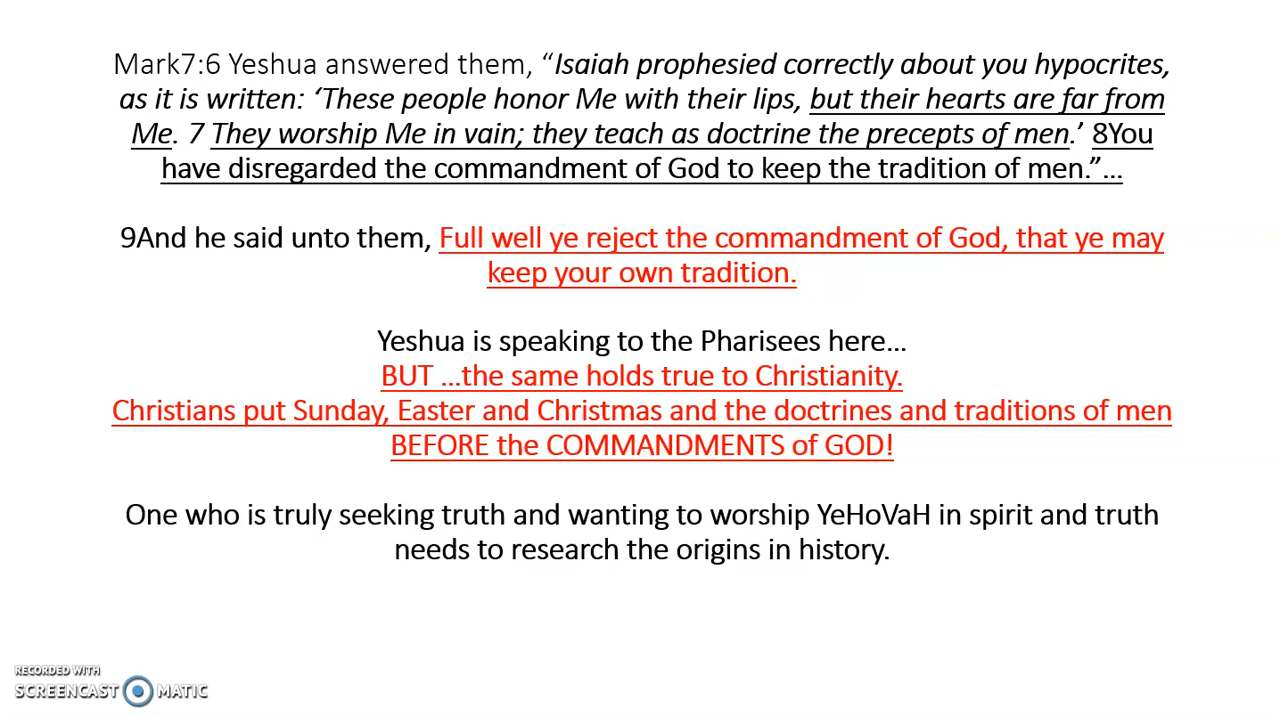 Mark7:6 Yeshua answered them, “Isaiah prophesied correctly about you hypocrites,
as it is written: ‘These people honor Me with their lips, but their hearts are far from
Me. 7 They worship Me in vain; they teach as doctrine the precepts of men.’ 8You
have disregarded the commandment of God to keep the tradition of men.”…
9And he said unto them, Full well ye reject the commandment of God, that ye may
keep your own tradition.
Yeshua is speaking to the Pharisees here…
BUT …the same holds true to Christianity.
Christians put Sunday, Easter and Christmas and the doctrines and traditions of men
BEFORE the COMMANDMENTS of GOD!
One who is truly seeking truth and wanting to worship YeHoVaH in spirit and truth
needs to research the origins in history.
RECORDED WITH
SCREENCAST MATIC